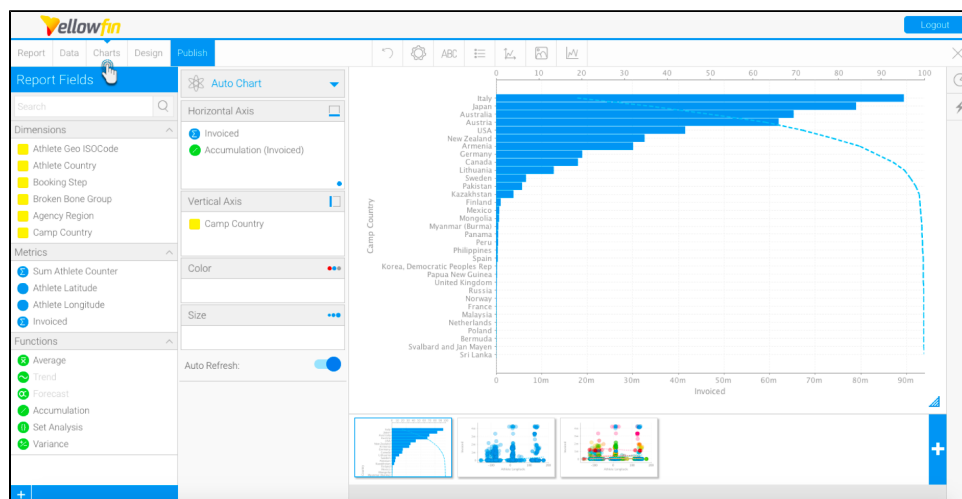 Yellowfin
Logout
Report Data Charts Design Publish
ABC
Report Fields
Search
Dimensions
Athlete Geo ISOCode
Athlete Country
Booking Step
Broken Bone Group
Agency Region
Camp Country
Metrics
Sum Athlete Counter
Athlete Latitude
Athlete Longitude
Invoiced
Functions
Average
Trend
Forecast
Accumulation
Set Analysis
Variance
Auto Chart
Horizontal Axis
Invoiced
Accumulation (Invoiced)
Vertical Axis
Camp Country
Color
Size
Auto Refresh:
0 10 20 30 40 50 60 70 80 90 100
Camp Country
Italy
Japan
Australia
Austria
USA
New Zealand
Armenia
Germany
Canada
Lithuania
Sweden
Pakistan
Kazakhstan
Finland
Mexico
Mongolia
Myanmar (Burma)
Panama
Peru
Philippines
Spain
Korea, Democratic Peoples Rep
Papua New Guinea
United Kingdom
Russia
Norway
France
Malaysia
Netherlands
Poland
Bermuda
Svalbard and Jan Mayen
Sri Lanka
0 10m 20m 30m 40m 50m 60m 70m 80m 90m
Invoiced